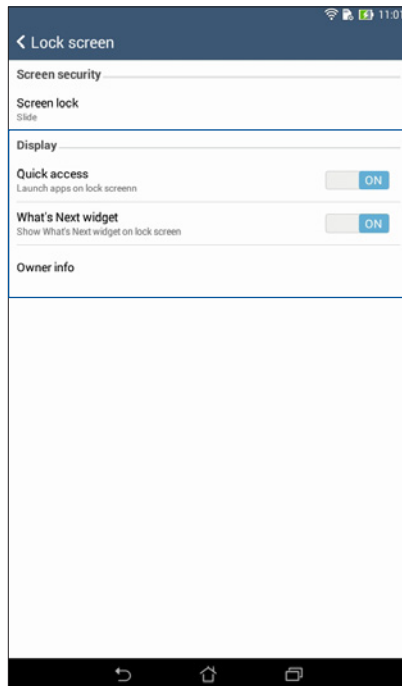 11:01
Lock screen
Screen security
Screen lock
Slide
Display
Quick access
Launch apps on lock screenn
ON
What's Next widget
Show What's Next widget on lock screen
ON
Owner info